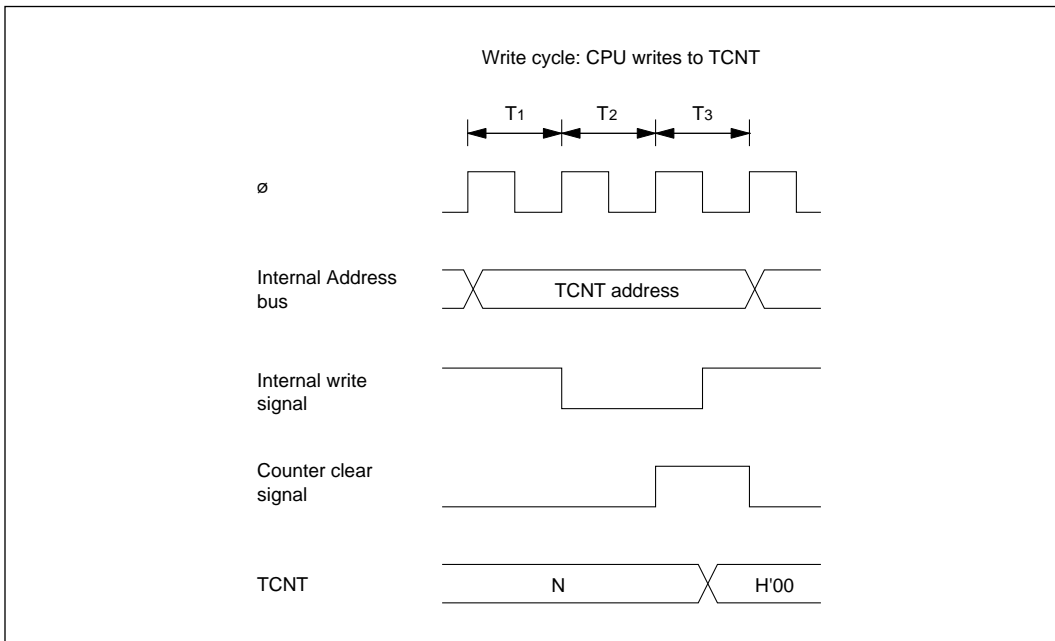 Write cycle: CPU writes to TCNT
T1 T2 T3
ø
Internal Address
bus
TCNT address
Internal write
signal
Counter clear
signal
TCNT N H'00